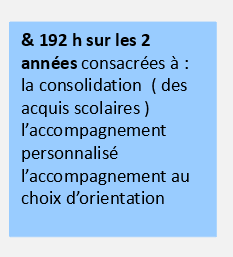 & 192 h sur les 2
années consacrées à :
la consolidation ( des
acquis scolaires )
l’accompagnement
personnalisé
l’accompagnement au
choix d’orientation